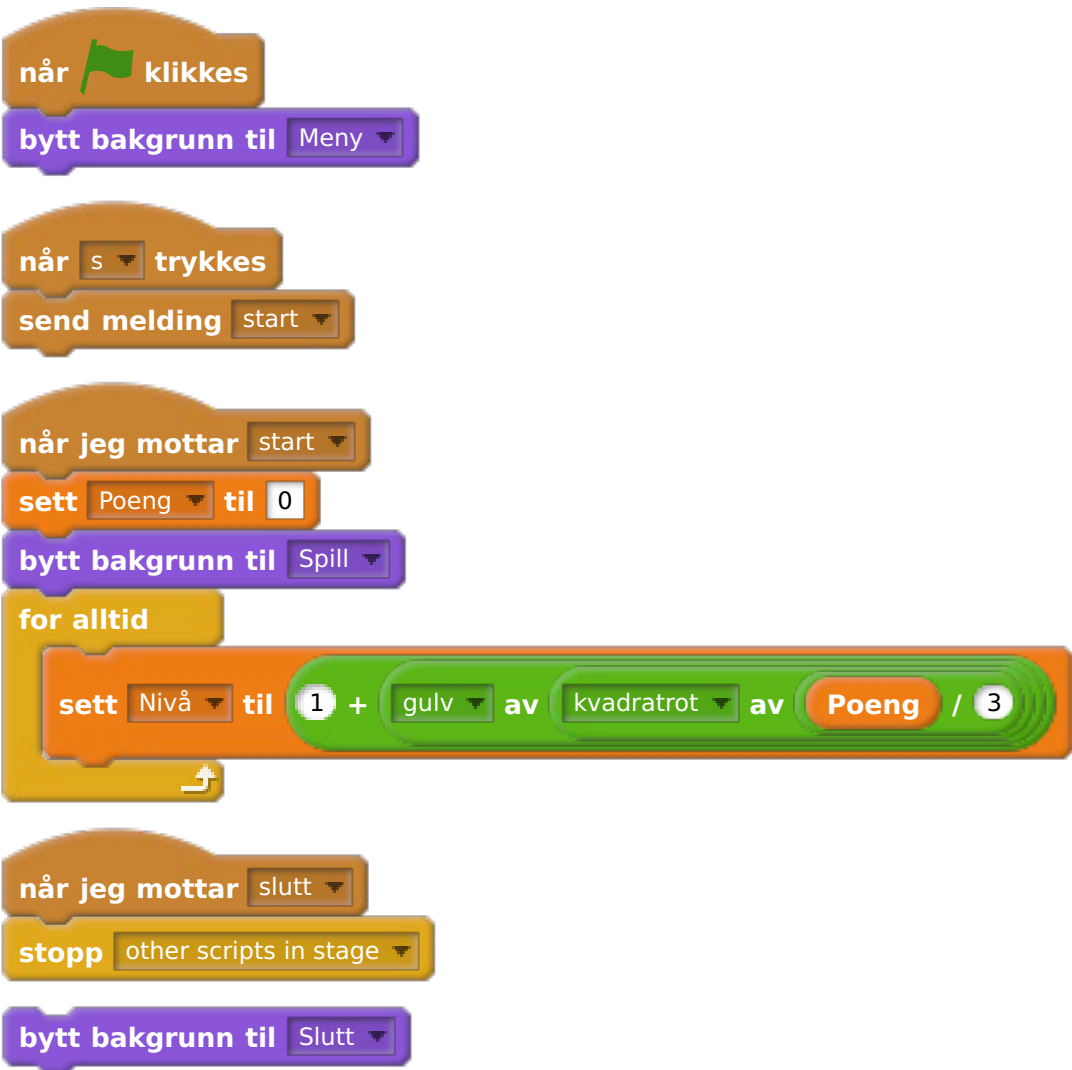 når klikkes
bytt bakgrunn til Meny
når s trykkes
send melding start
når jeg mottar start
sett Poeng til 0
bytt bakgrunn til Spill
for alltid
sett Nivå til 1 + gulv av kvadratrot av Poeng / 3
når jeg mottar slutt
stopp other scripts in stage
bytt bakgrunn til Slutt